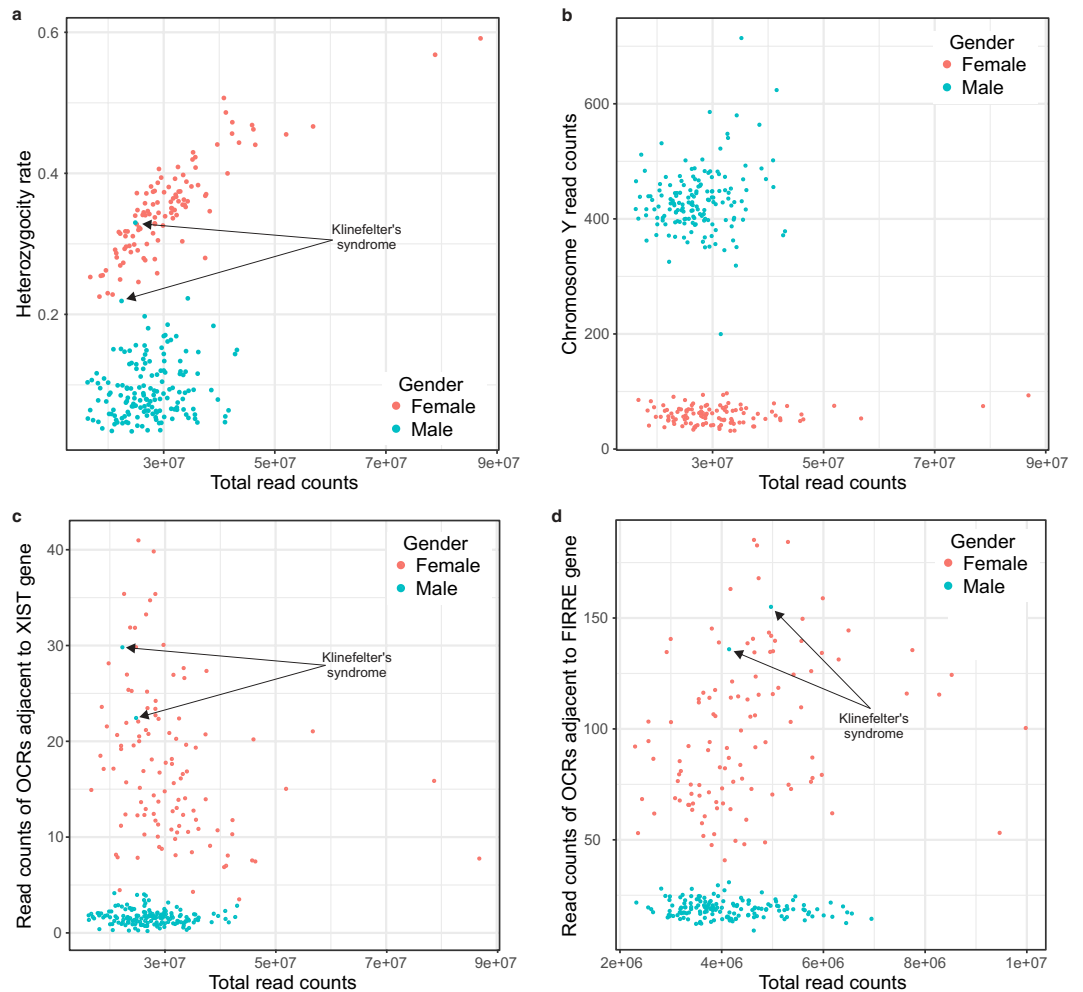 a
Heterozygocity rate
0.6
0.4
0.2
Klinefelter's
syndrome
Gender
Female
Male
3e+07
5e+07
7e+07
9e+07
Total read counts
b
Chromosome Y read counts
600
400
200
0
Gender
Female
Male
3e+07
5e+07
7e+07
9e+07
Total read counts
c
Read counts of OCRs adjacent to XIST gene
40
30
20
10
0
Gender
Female
Male
Klinefelter's
syndrome
3e+07
5e+07
7e+07
9e+07
Total read counts
d
Read counts of OCRs adjacent to FIRRE gene
150
100
50
Gender
Female
Male
Klinefelter's
syndrome
2e+06
4e+06
6e+06
8e+06
1e+07
Total read counts